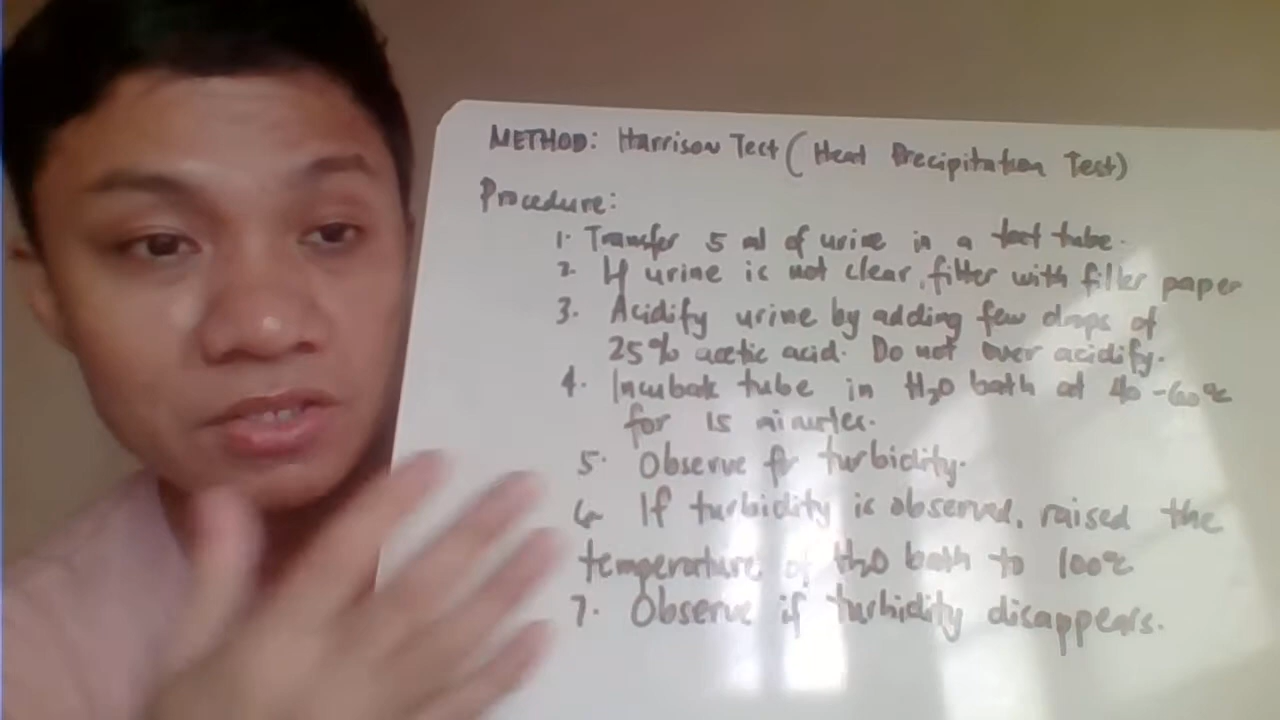 METHOD: Harrison Test (Heat Precipitation Test)
Procedure:
1. Transfer 5 ml of urine in a test tube.
2. If urine is not clear, filter with filter paper
3. Acidify urine by adding few drops of
25% acetic acid. Do not over acidify.
4. Incubate tube in H2O bath at 40-60°C
for 15 minutes.
5. Observe for turbidity.
6. If turbidity is observed, raised the
temperature of H2O bath to 100°C
7. Observe if turbidity disappears.